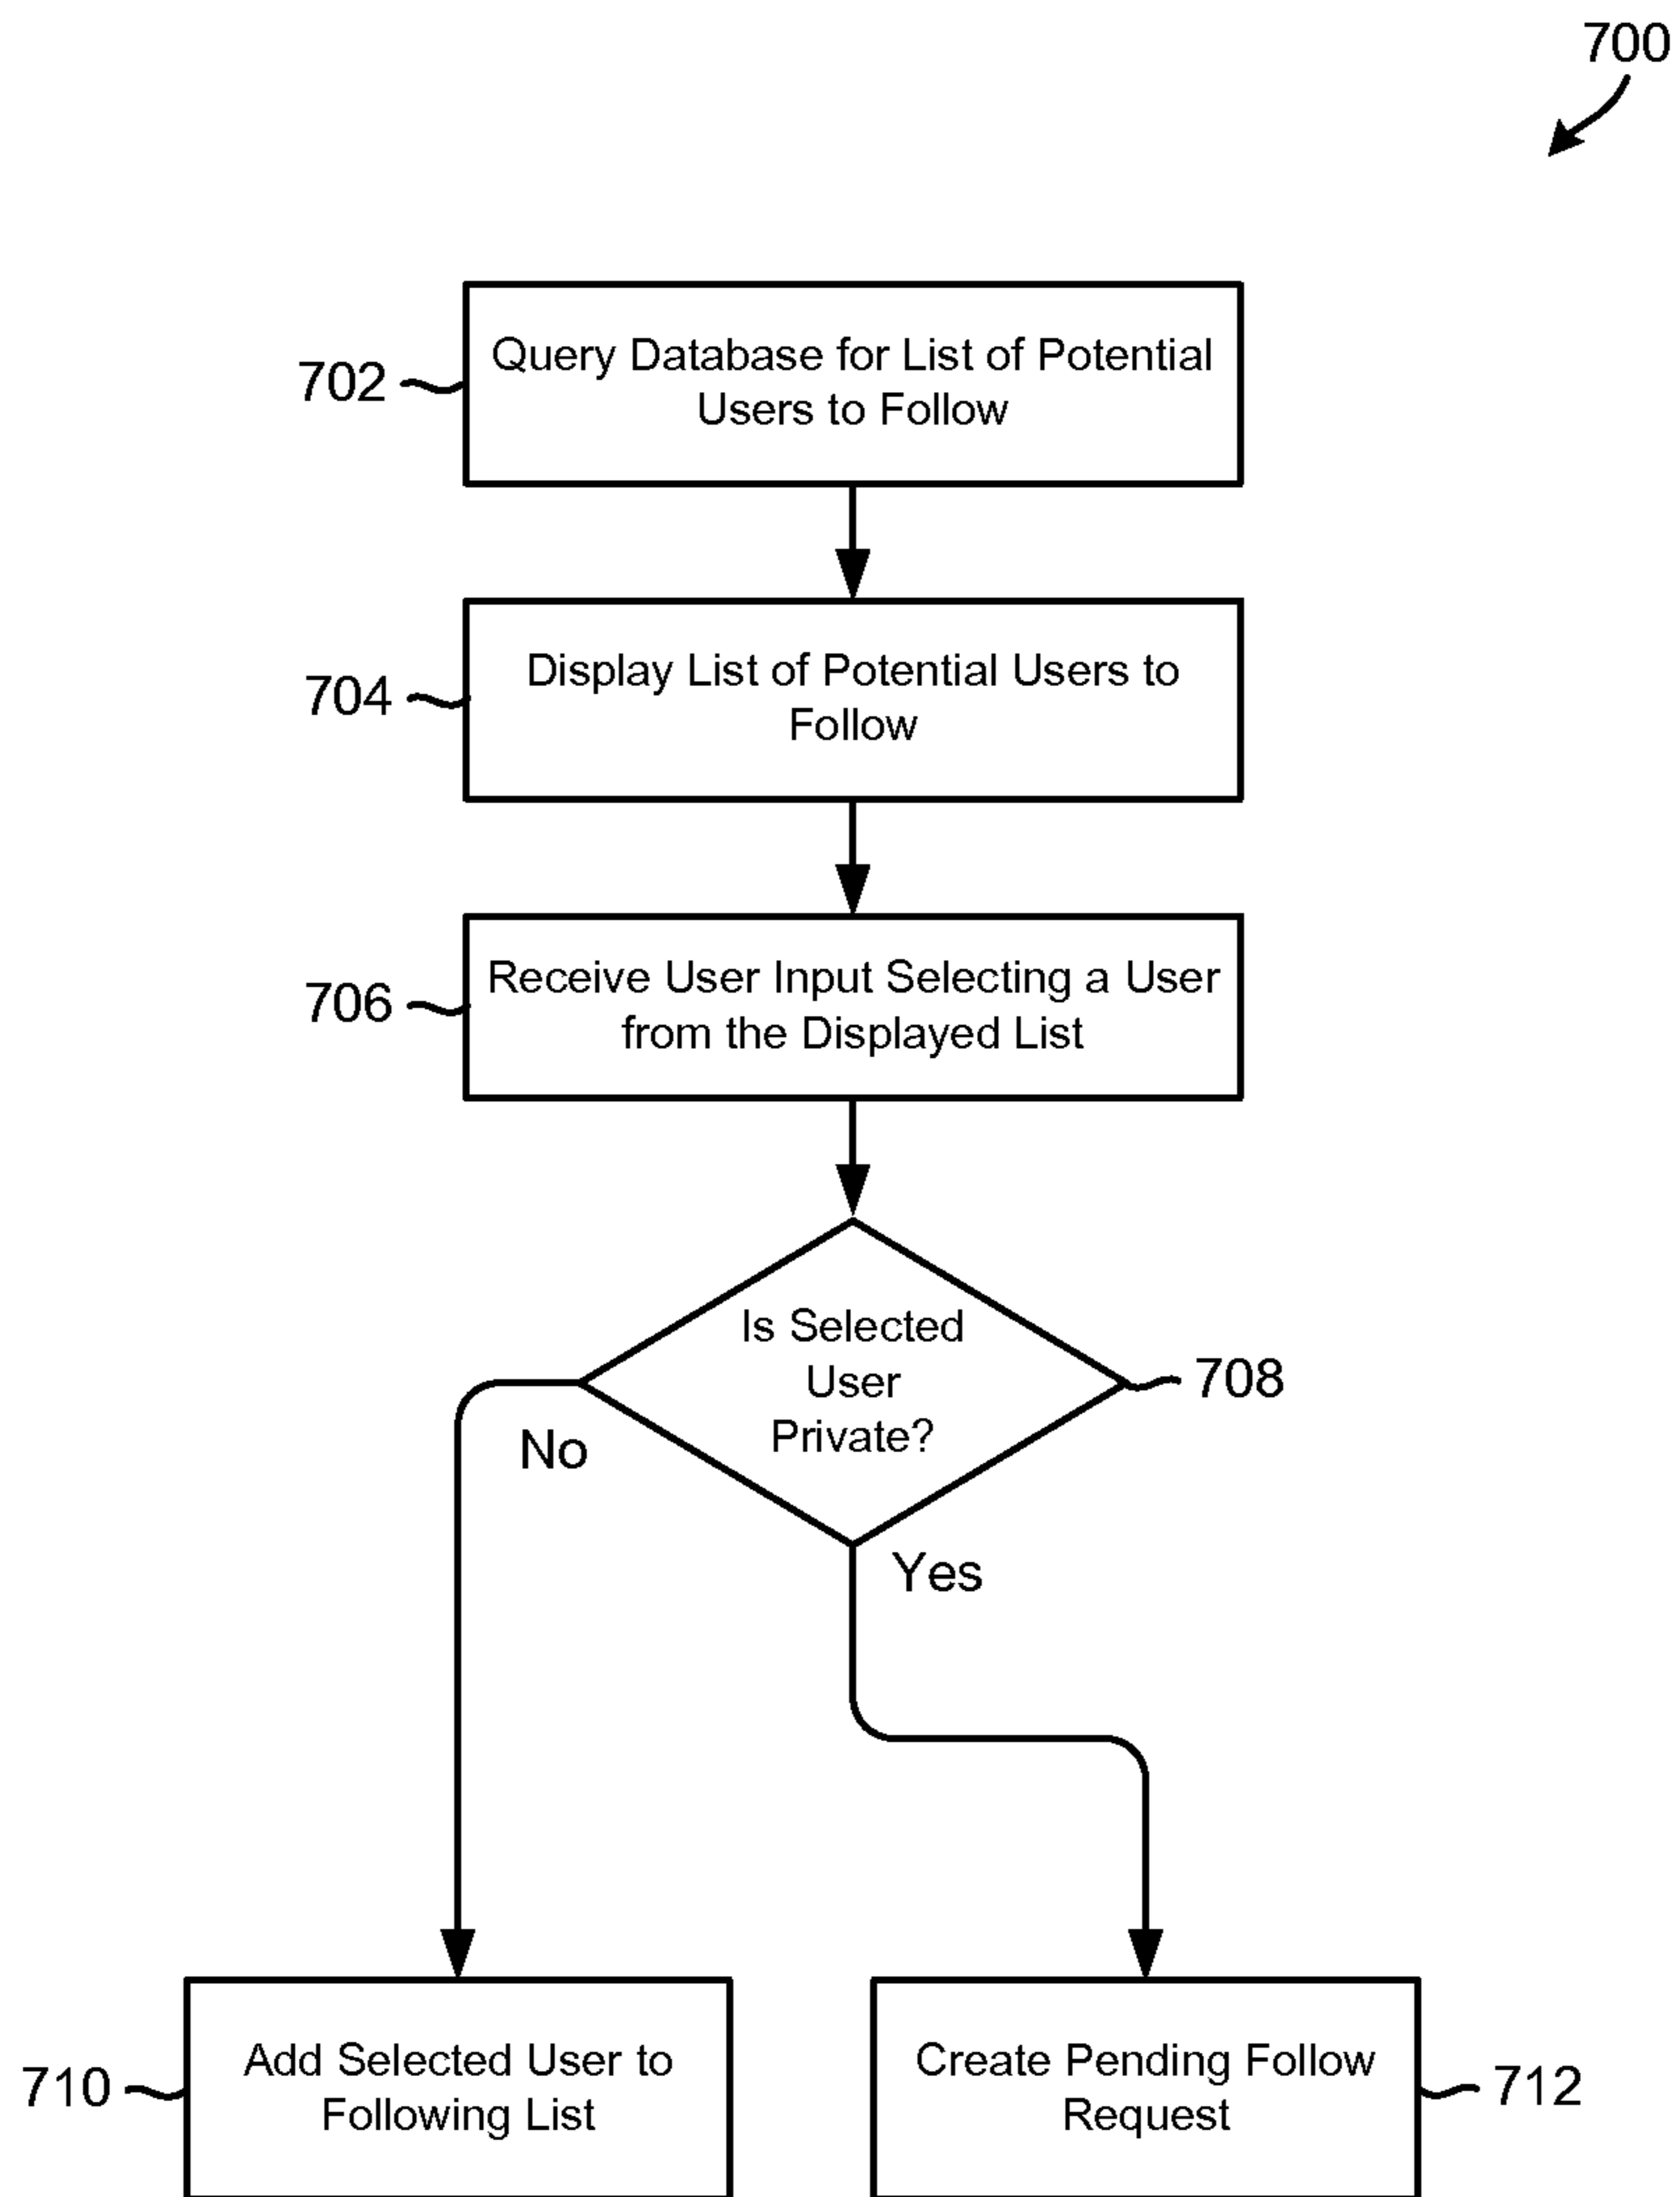 700
702
Query Database for List of Potential
Users to Follow
704
Display List of Potential Users to
Follow
706
Receive User Input Selecting a User
from the Displayed List
Is Selected
User
Private?
708
No
Yes
710
Add Selected User to
Following List
Create Pending Follow
Request
712